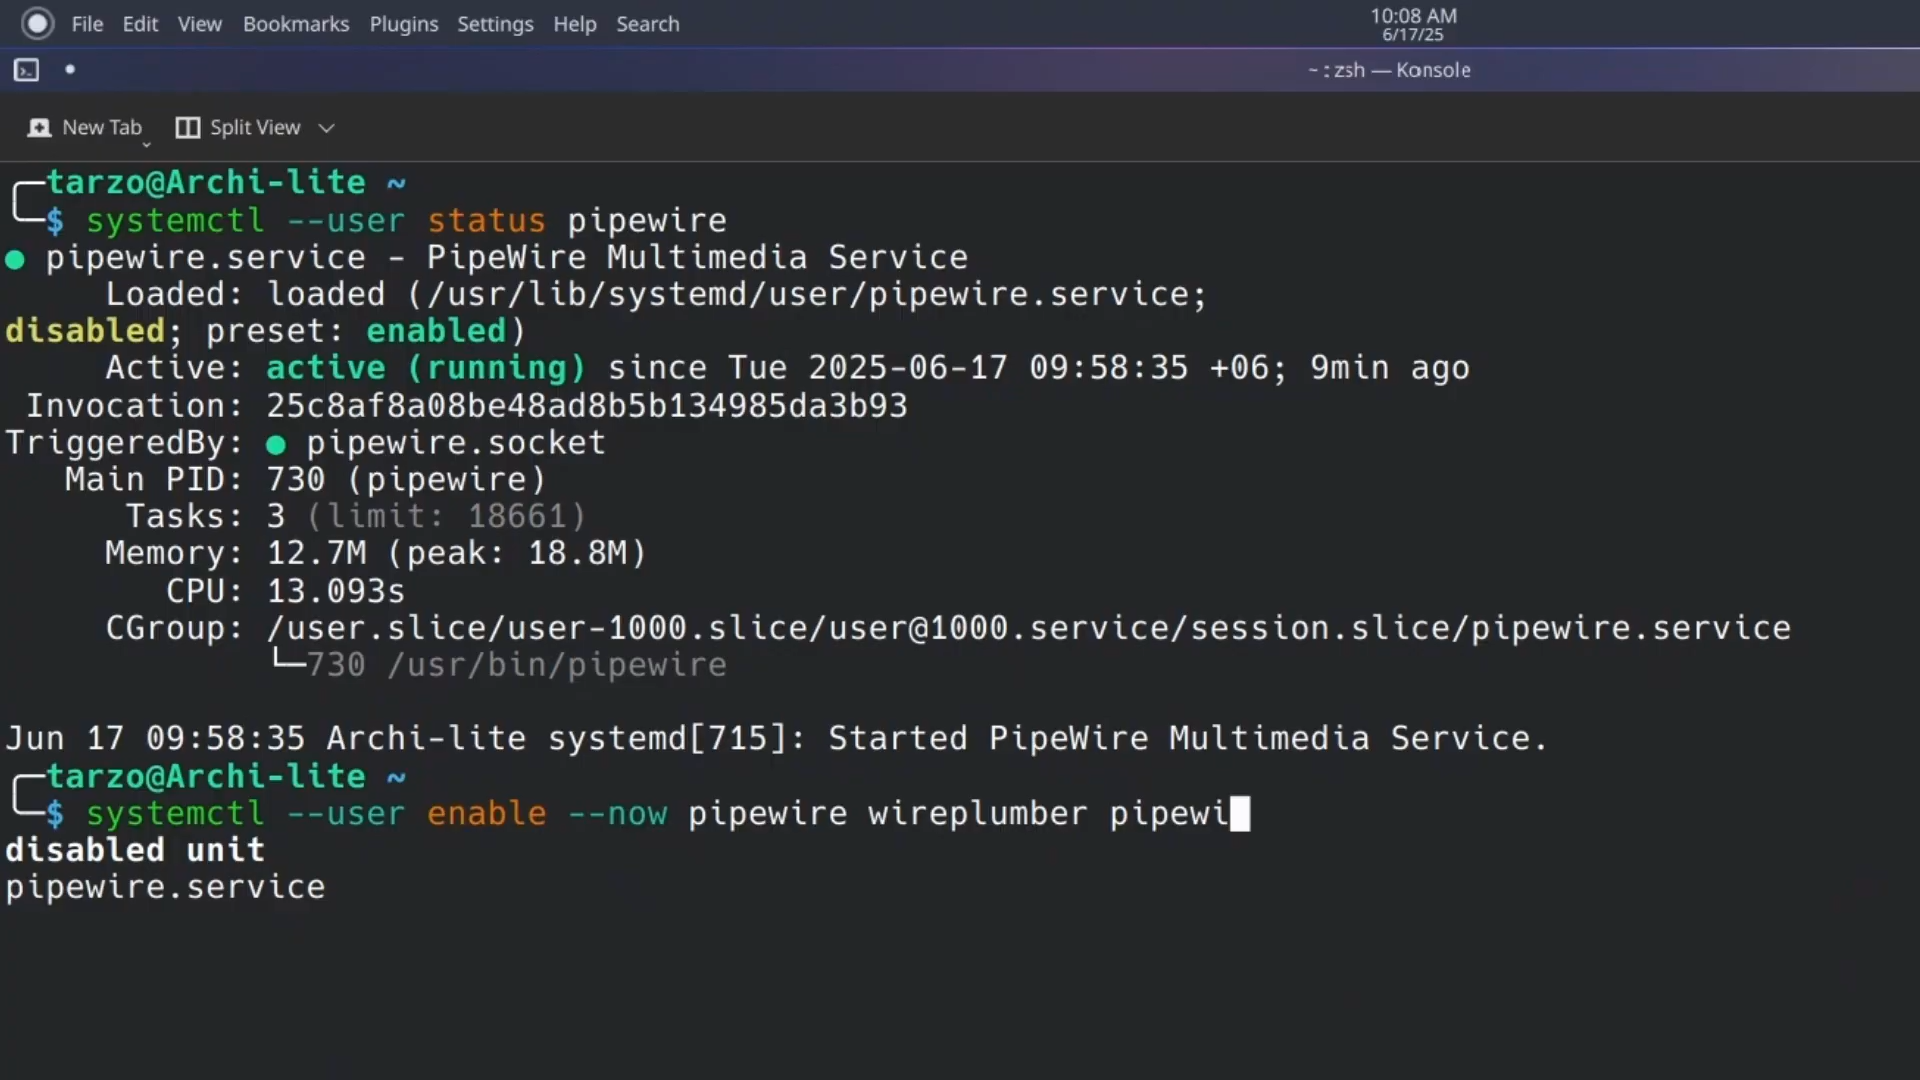 File Edit View Bookmarks Plugins Settings Help Search
10:08 AM
6/17/25
~ : zsh — Konsole
New Tab Split View
tarzo@Archi-lite ~
$ systemctl --user status pipewire
● pipewire.service - PipeWire Multimedia Service
Loaded: loaded (/usr/lib/systemd/user/pipewire.service;
disabled; preset: enabled)
Active: active (running) since Tue 2025-06-17 09:58:35 +06; 9min ago
Invocation: 25c8af8a08be48ad8b5b134985da3b93
TriggeredBy: ● pipewire.socket
Main PID: 730 (pipewire)
Tasks: 3 (limit: 18661)
Memory: 12.7M (peak: 18.8M)
CPU: 13.093s
CGroup: /user.slice/user-1000.slice/user@1000.service/session.slice/pipewire.service
└─730 /usr/bin/pipewire
Jun 17 09:58:35 Archi-lite systemd[715]: Started PipeWire Multimedia Service.
tarzo@Archi-lite ~
$ systemctl --user enable --now pipewire wireplumber pipewi
disabled unit
pipewire.service